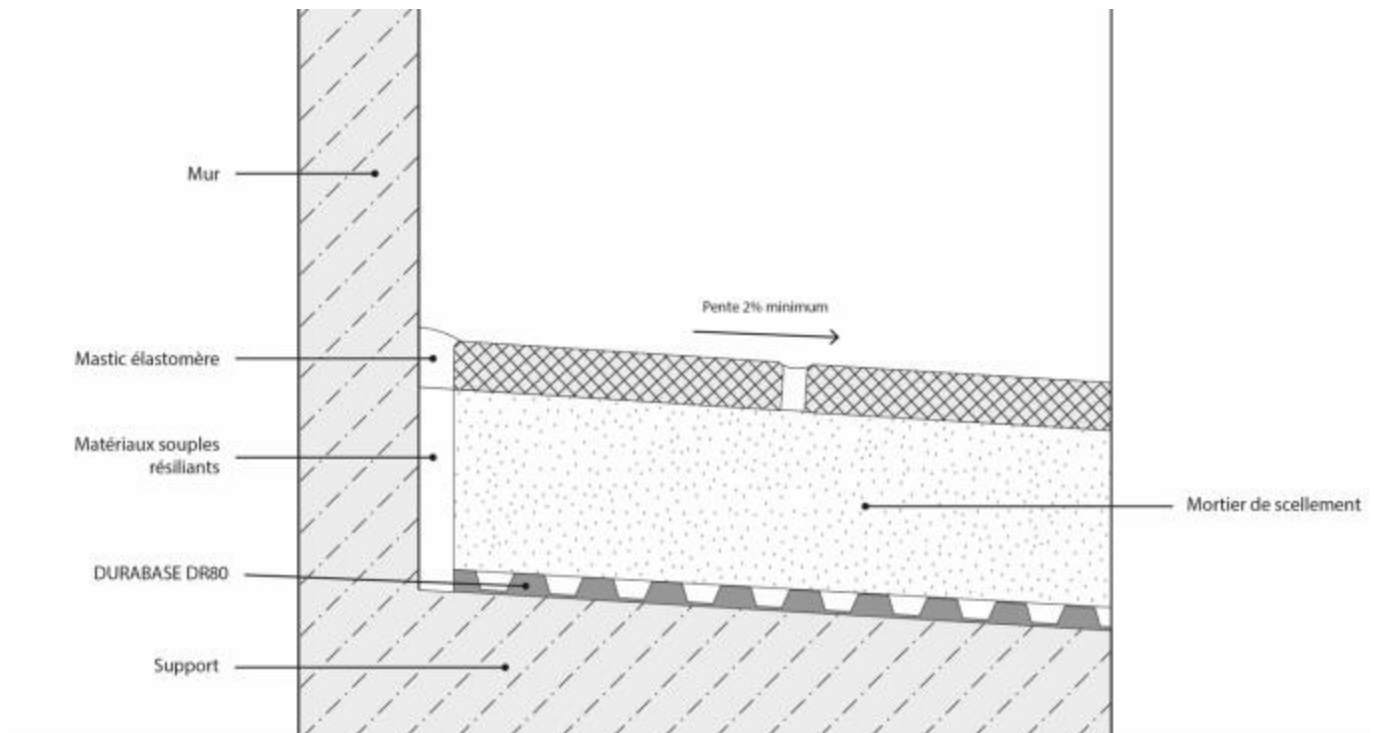 Mur
Pente 2% minimum
Mastic élastomère
Matériaux souples
résiliants
Mortier de scellement
DURABASE DR80
Support